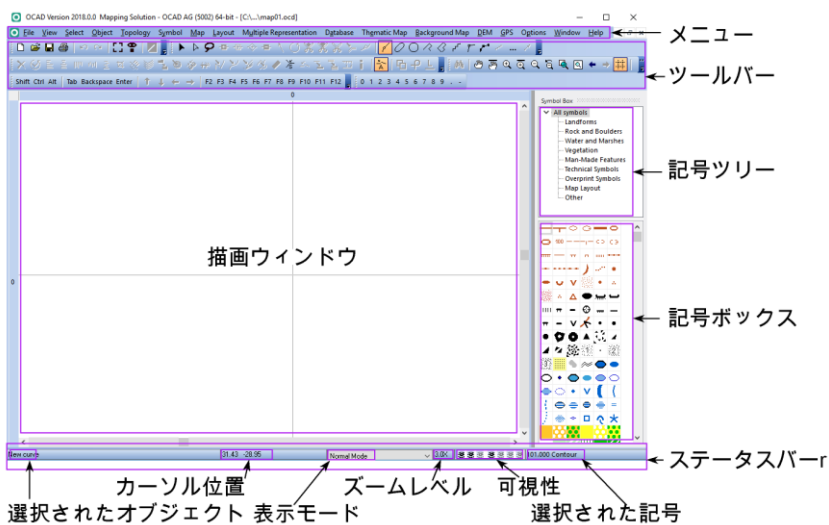 OCAD Version 2018.0.0 Mapping Solution - OCAD AG (5002) 64-bit - [C:\...\map01.ocd]
File View Select Object Topology Symbol Map Layout Multiple Representation Database Thematic Map Background Map DEM GPS Options Window Help
メニュー
ツールバー
Shift Ctrl Alt Tab Backspace Enter F2 F3 F4 F5 F6 F7 F8 F9 F10 F11 F12 0 1 2 3 4 5 6 7 8 9 , -
0
Symbol Box
All symbols
Landforms
Rock and Boulders
Water and Marshes
Vegetation
Man-Made Features
Technical Symbols
Overprint Symbols
Map Layout
Other
記号ツリー
描画ウィンドウ
0
記号ボックス
New curve
31.43 -28.95
Normal Mode
3.0X
101.000 Contour
ステータスバーr
カーソル位置
ズームレベル
可視性
選択されたオブジェクト
表示モード
選択された記号